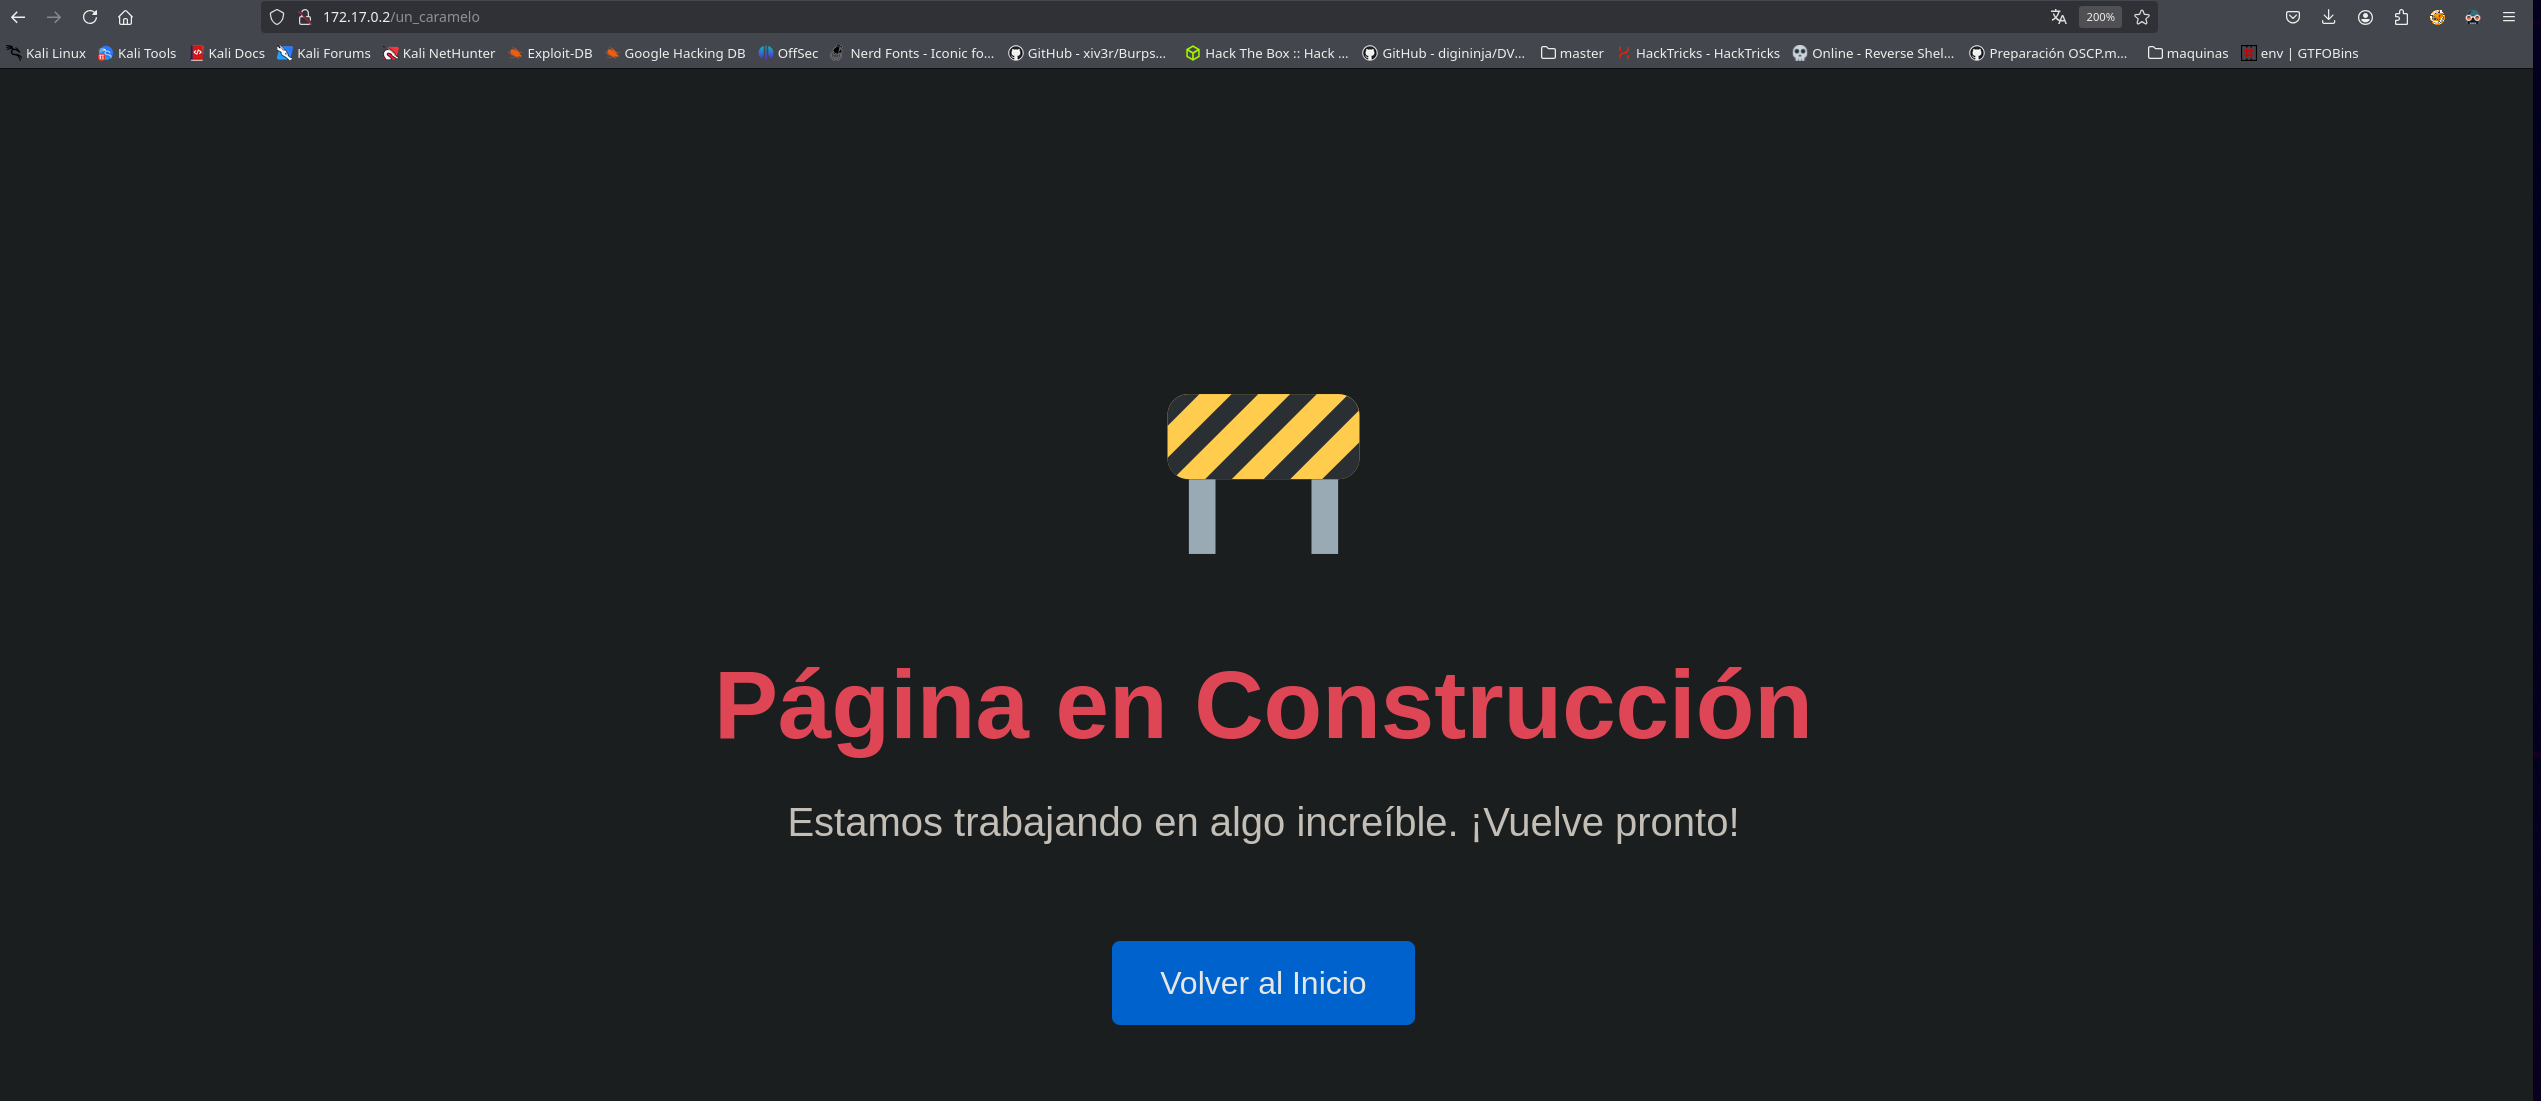 172.17.0.2/un_caramelo
200%
Kali Linux Kali Tools Kali Docs Kali Forums Kali NetHunter Exploit-DB Google Hacking DB OffSec Nerd Fonts - Iconic fo... GitHub - xiv3r/Burps... Hack The Box :: Hack ... GitHub - digininja/DV... master HackTricks - HackTricks Online - Reverse Shel... Preparación OSCP.m... maquinas env | GTFOBins
Página en Construcción
Estamos trabajando en algo increíble. ¡Vuelve pronto!
Volver al Inicio